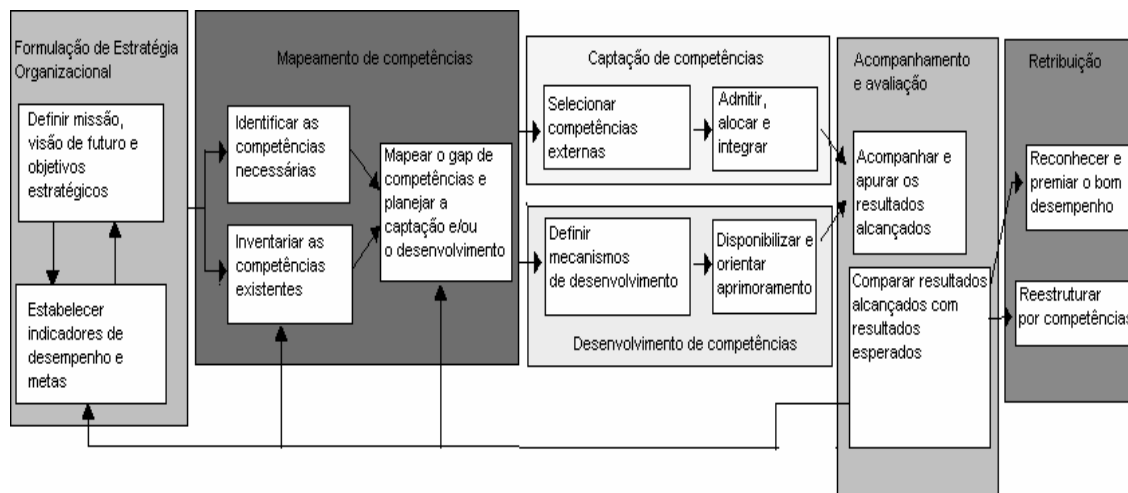 Formulação de Estratégia
Organizacional
Definir missão,
visão de futuro e
objetivos
estratégicos
Estabelecer
indicadores de
desempenho e
metas
Mapeamento de competências
Identificar as
competências
necessárias
Inventariar as
competências
existentes
Mapear o gap de
competências e
planejar a
captação e/ou
o desenvolvimento
Captação de competências
Selecionar
competências
externas
Admitir,
alocar e
integrar
Definir
mecanismos
de desenvolvimento
Disponibilizar e
orientar
aprimoramento
Desenvolvimento de competências
Acompanhamento
e avaliação
Acompanhar e
apurar os
resultados
alcançados
Comparar resultados
alcançados com
resultados
esperados
Retribuição
Reconhecer e
premiar o bom
desempenho
Reestruturar
por competências